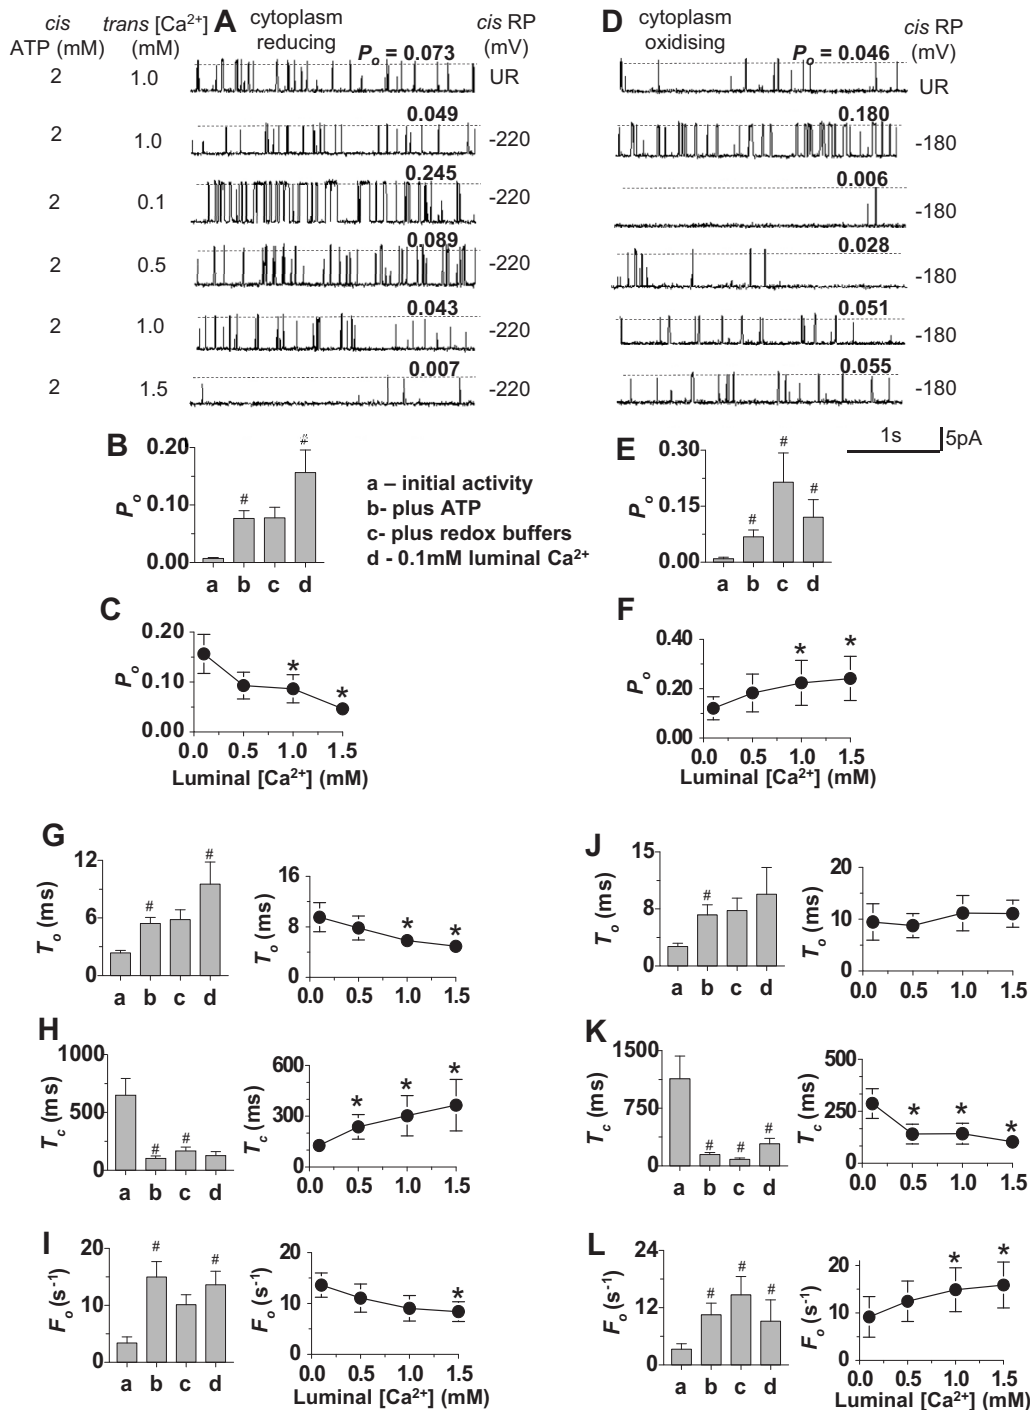 cis ATP (mM)
trans [Ca²⁺] (mM)
A cytoplasm reducing
cis RP (mV)
2 1.0 Pₒ = 0.073 UR
2 1.0 0.049 -220
2 0.1 0.245 -220
2 0.5 0.089 -220
2 1.0 0.043 -220
2 1.5 0.007 -220
D cytoplasm oxidising
cis RP (mV)
Pₒ = 0.046 UR
0.180 -180
0.006 -180
0.028 -180
0.051 -180
0.055 -180
1s 5pA
B
Pₒ
0.20
0.10
0.00
# #
a b c d
a – initial activity
b- plus ATP
c- plus redox buffers
d - 0.1mM luminal Ca²⁺
E
Pₒ
0.30
0.15
0.00
# # #
a b c d
C
Pₒ
0.20
0.10
0.00
* *
0.0 0.5 1.0 1.5
Luminal [Ca²⁺] (mM)
F
Pₒ
0.40
0.20
0.00
* *
0.0 0.5 1.0 1.5
Luminal [Ca²⁺] (mM)
G
Tₒ (ms)
12
6
0
# #
a b c d
Tₒ (ms)
16
8
0
* *
0.0 0.5 1.0 1.5
J
Tₒ (ms)
15
8
0
#
a b c d
Tₒ (ms)
20
10
0
0.0 0.5 1.0 1.5
H
T꜀ (ms)
1000
500
0
# #
a b c d
T꜀ (ms)
600
300
0
* * *
0.0 0.5 1.0 1.5
K
T꜀ (ms)
1500
750
0
# # #
a b c d
T꜀ (ms)
500
250
0
* * *
0.0 0.5 1.0 1.5
I
Fₒ (s⁻¹)
20
10
0
# #
a b c d
Fₒ (s⁻¹)
20
10
0
*
0.0 0.5 1.0 1.5
Luminal [Ca²⁺] (mM)
L
Fₒ (s⁻¹)
24
12
0
# # #
a b c d
Fₒ (s⁻¹)
20
10
0
* *
0.0 0.5 1.0 1.5
Luminal [Ca²⁺] (mM)